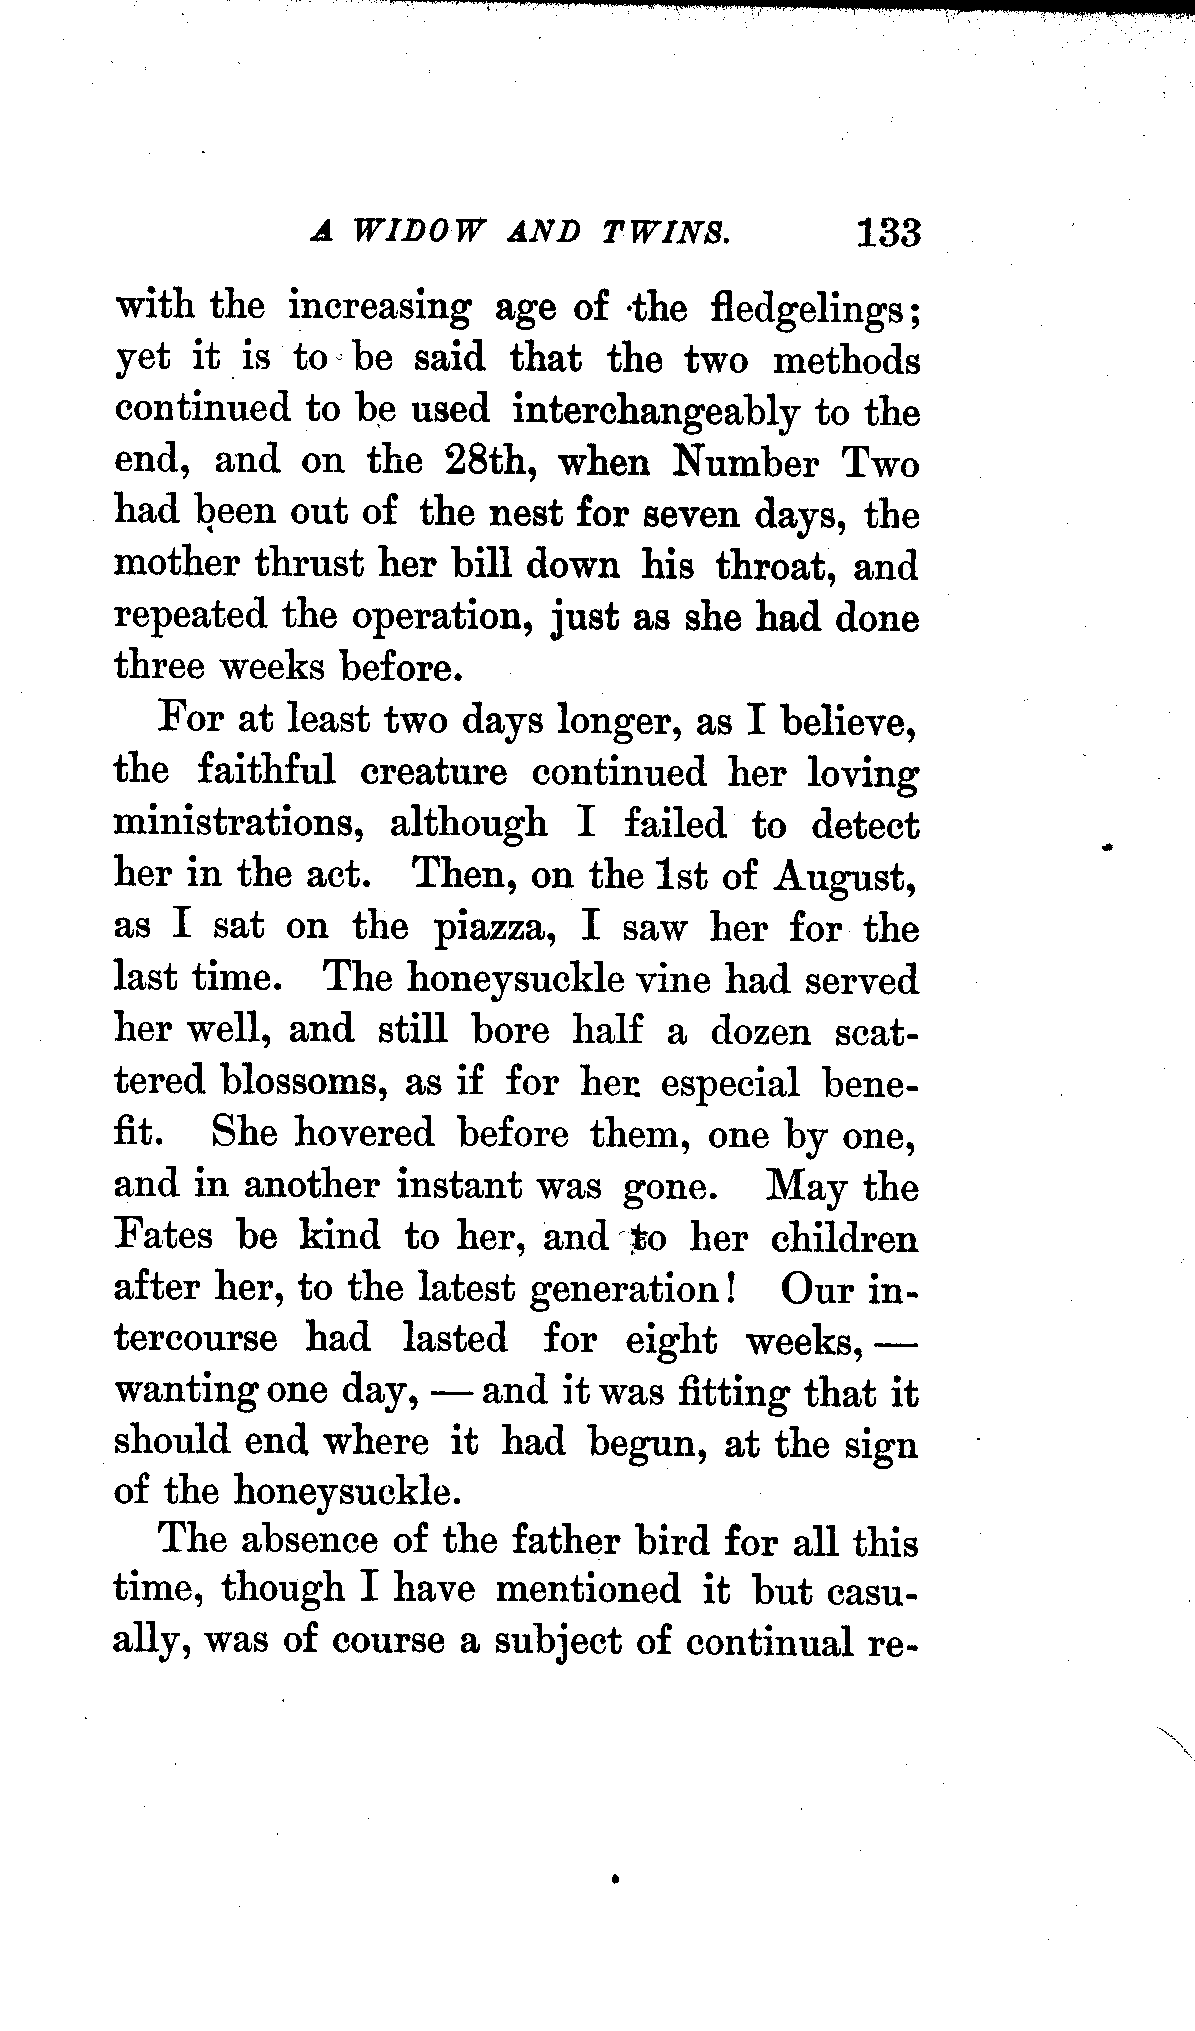 A WIDOW AND TWINS. 133
with the increasing age of the fledgelings;
yet it is to be said that the two methods
continued to be used interchangeably to the
end, and on the 28th, when Number Two
had been out of the nest for seven days, the
mother thrust her bill down his throat, and
repeated the operation, just as she had done
three weeks before.
For at least two days longer, as I believe,
the faithful creature continued her loving
ministrations, although I failed to detect
her in the act. Then, on the 1st of August,
as I sat on the piazza, I saw her for the
last time. The honeysuckle vine had served
her well, and still bore half a dozen scat-
tered blossoms, as if for her especial bene-
fit. She hovered before them, one by one,
and in another instant was gone. May the
Fates be kind to her, and to her children
after her, to the latest generation! Our in-
tercourse had lasted for eight weeks, —
wanting one day, — and it was fitting that it
should end where it had begun, at the sign
of the honeysuckle.
The absence of the father bird for all this
time, though I have mentioned it but casu-
ally, was of course a subject of continual re-